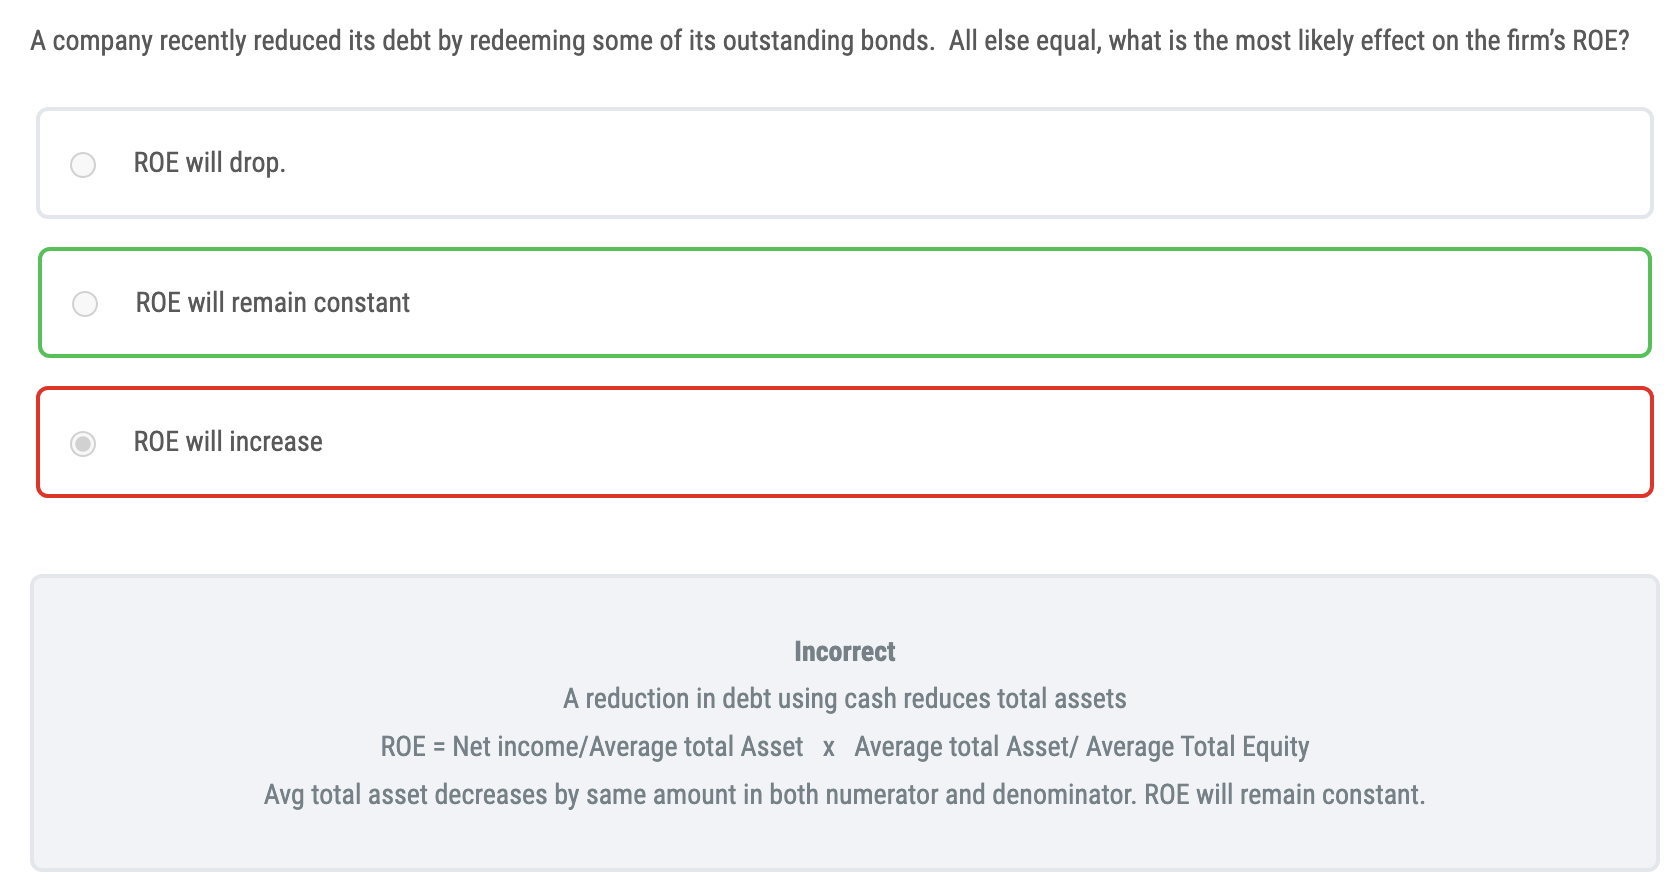 A company recently reduced its debt by redeeming some of its outstanding bonds.  All else equal, what is the most likely effect on the firm’s ROE?
ROE will drop.
ROE will remain constant
ROE will increase
Incorrect
A reduction in debt using cash reduces total assets
ROE = Net income/Average total Asset   x   Average total Asset/ Average Total Equity
Avg total asset decreases by same amount in both numerator and denominator. ROE will remain constant.